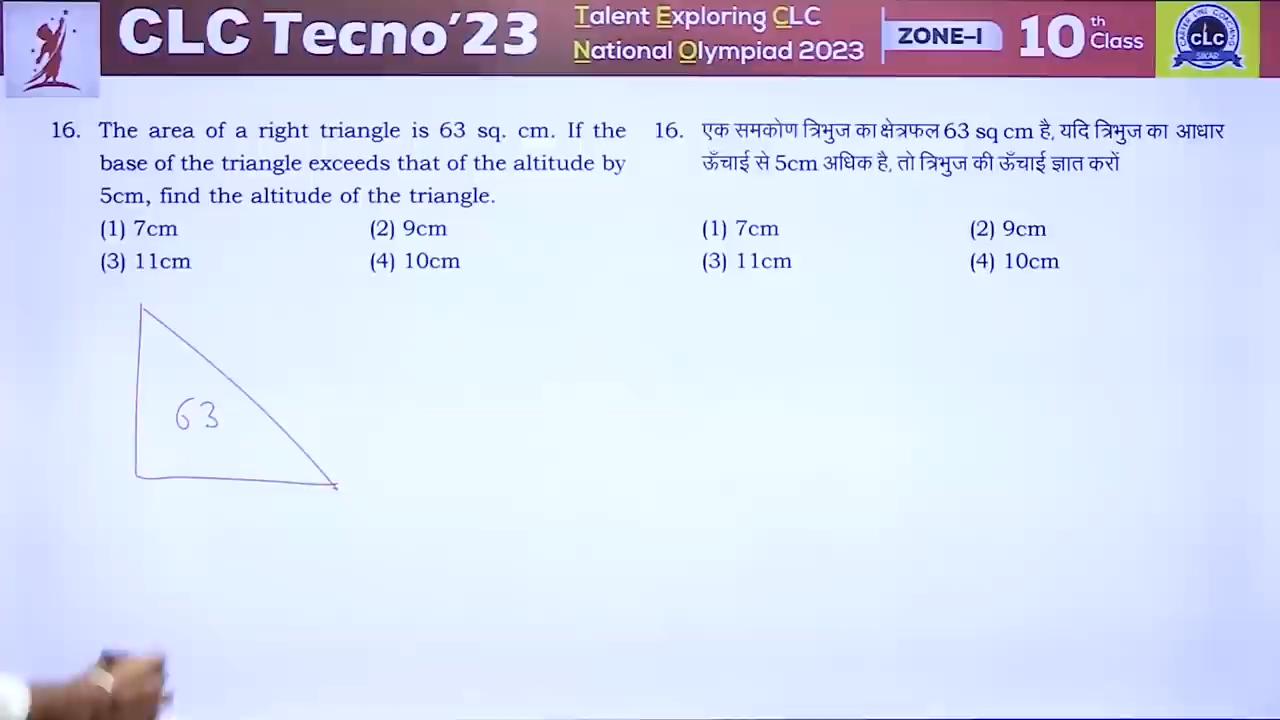 CLC Tecno'23
Talent Exploring CLC
National Olympiad 2023
ZONE–I
10th Class
CLC
16. The area of a right triangle is 63 sq. cm. If the
base of the triangle exceeds that of the altitude by
5cm, find the altitude of the triangle.
(1) 7cm (2) 9cm
(3) 11cm (4) 10cm
16. एक समकोण त्रिभुज का क्षेत्रफल 63 sq cm है, यदि त्रिभुज का आधार
ऊँचाई से 5cm अधिक है, तो त्रिभुज की ऊँचाई ज्ञात करों
(1) 7cm (2) 9cm
(3) 11cm (4) 10cm
63